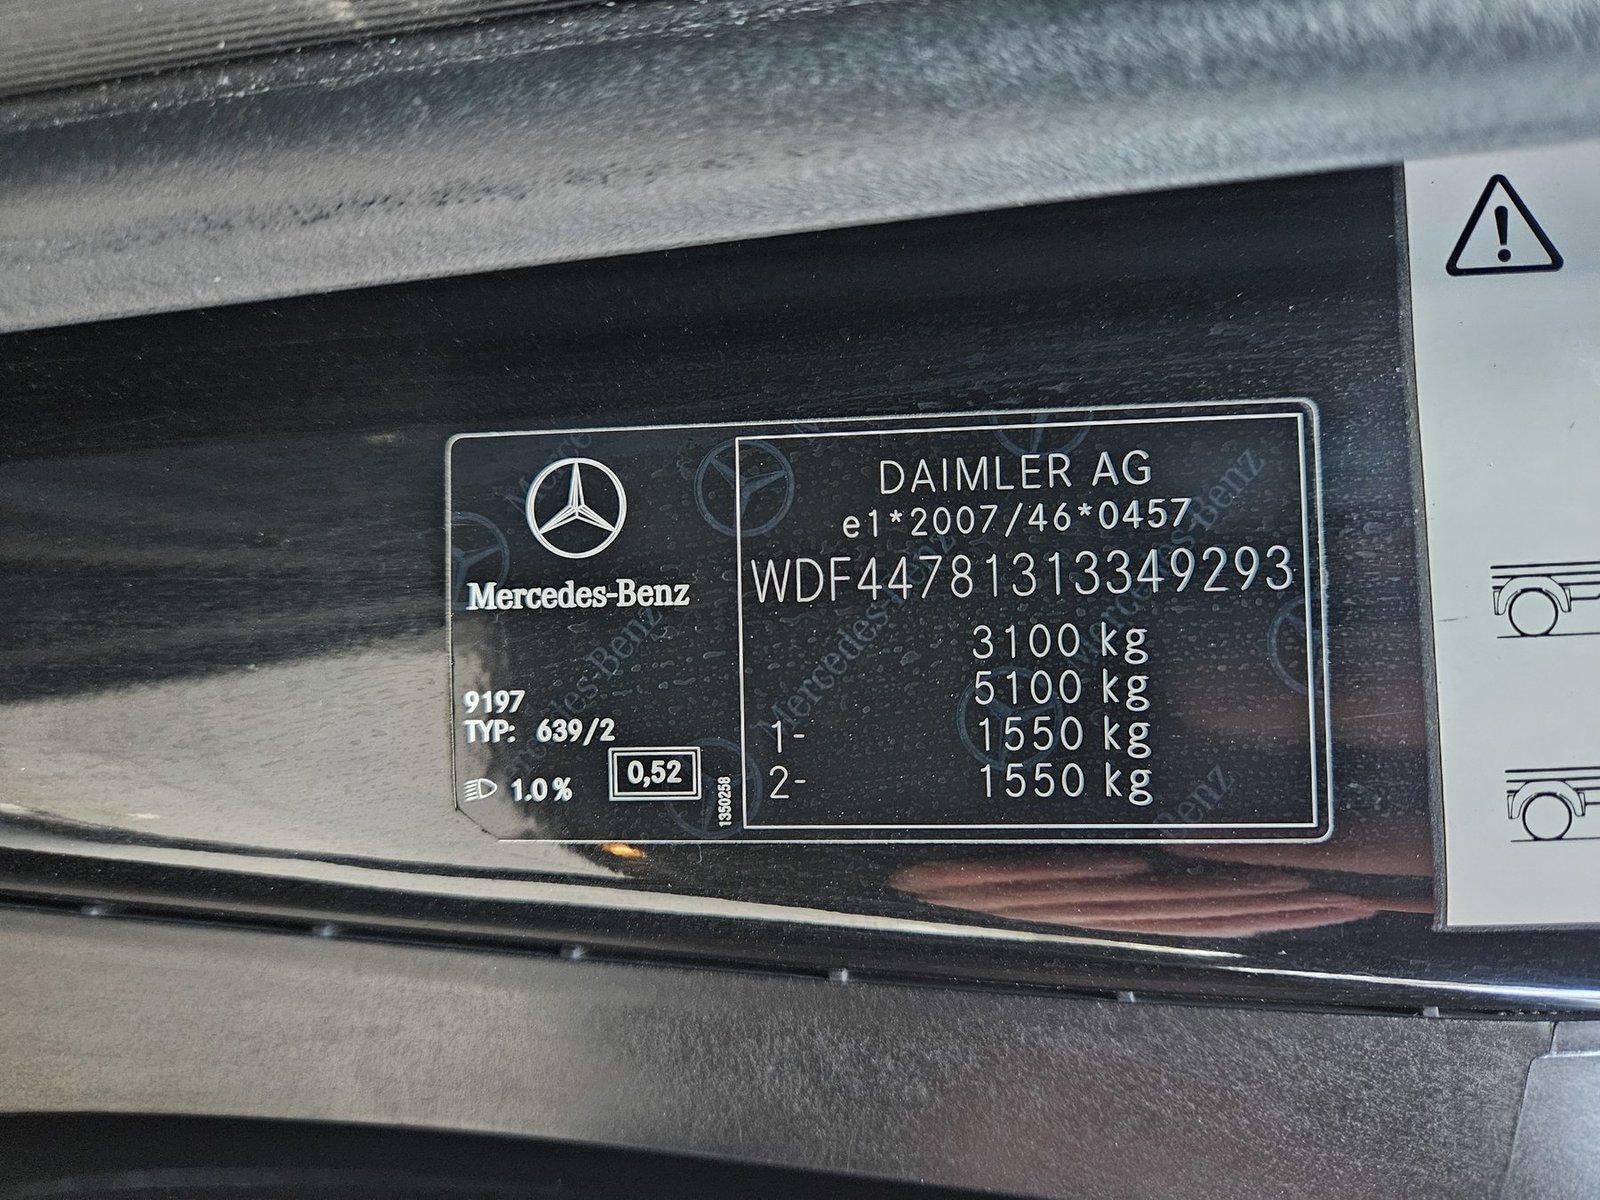 Mercedes-Benz
9197
TYP: 639/2
1.0 %
0,52
1350258
DAIMLER AG
e1*2007/46*0457
WDF44781313349293
3100 kg
5100 kg
1- 1550 kg
2- 1550 kg